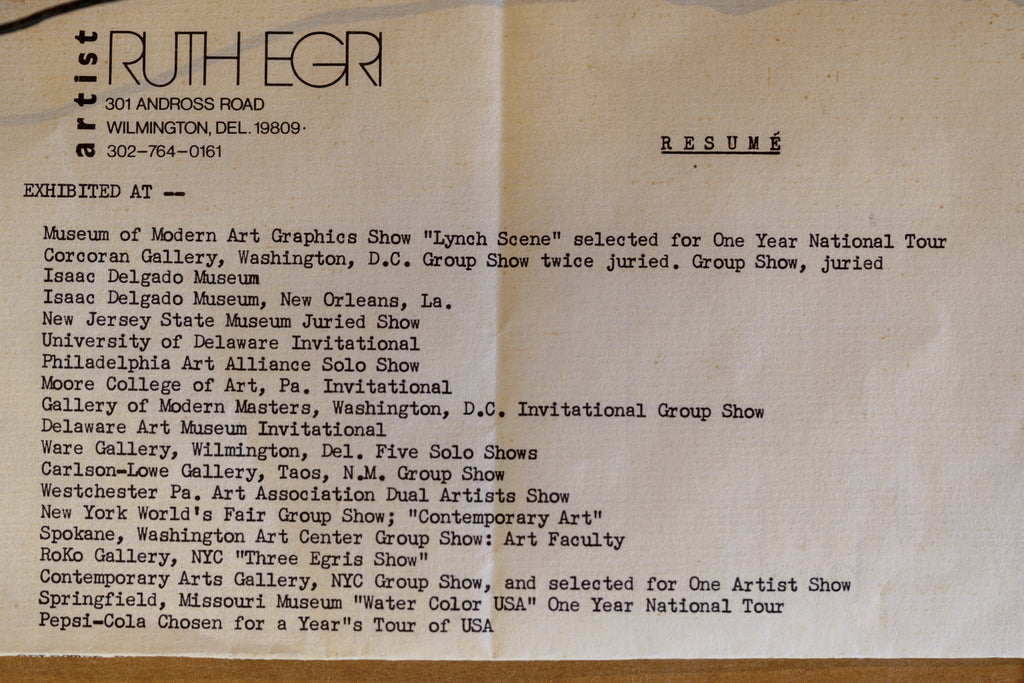 artist
RUTH EGRI
301 ANDROSS ROAD
WILMINGTON, DEL. 19809
302-764-0161
RESUMÉ
EXHIBITED AT --
Museum of Modern Art Graphics Show "Lynch Scene" selected for One Year National Tour
Corcoran Gallery, Washington, D.C. Group Show twice juried. Group Show, juried
Isaac Delgado Museum
Isaac Delgado Museum, New Orleans, La.
New Jersey State Museum Juried Show
University of Delaware Invitational
Philadelphia Art Alliance Solo Show
Moore College of Art, Pa. Invitational
Gallery of Modern Masters, Washington, D.C. Invitational Group Show
Delaware Art Museum Invitational
Ware Gallery, Wilmington, Del. Five Solo Shows
Carlson-Lowe Gallery, Taos, N.M. Group Show
Westchester Pa. Art Association Dual Artists Show
New York World's Fair Group Show; "Contemporary Art"
Spokane, Washington Art Center Group Show: Art Faculty
RoKo Gallery, NYC "Three Egris Show"
Contemporary Arts Gallery, NYC Group Show, and selected for One Artist Show
Springfield, Missouri Museum "Water Color USA" One Year National Tour
Pepsi-Cola Chosen for a Year"s Tour of USA